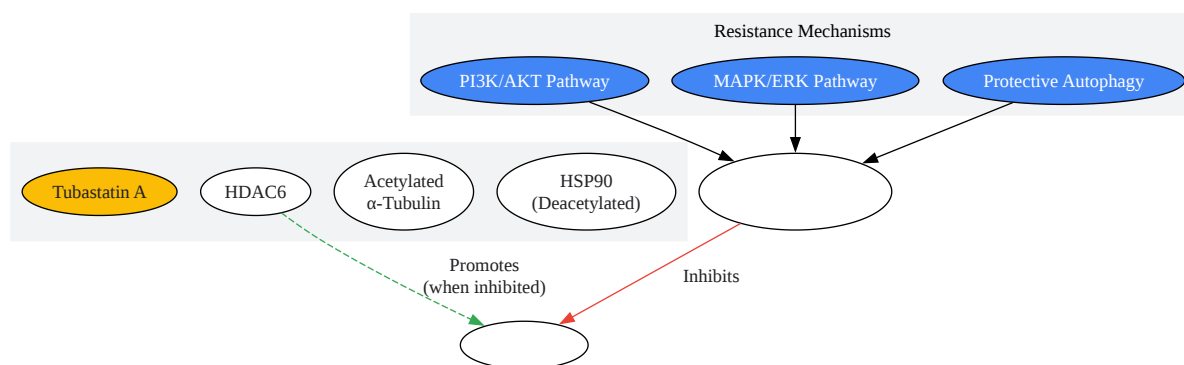 Resistance Mechanisms
PI3K/AKT Pathway
MAPK/ERK Pathway
Protective Autophagy
Tubastatin A
HDAC6
Acetylated
α-Tubulin
HSP90
(Deacetylated)
Promotes
(when inhibited)
Inhibits